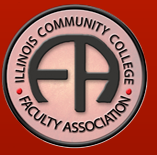 ILLINOIS COMMUNITY COLLEGE
FA
• FACULTY ASSOCIATION •